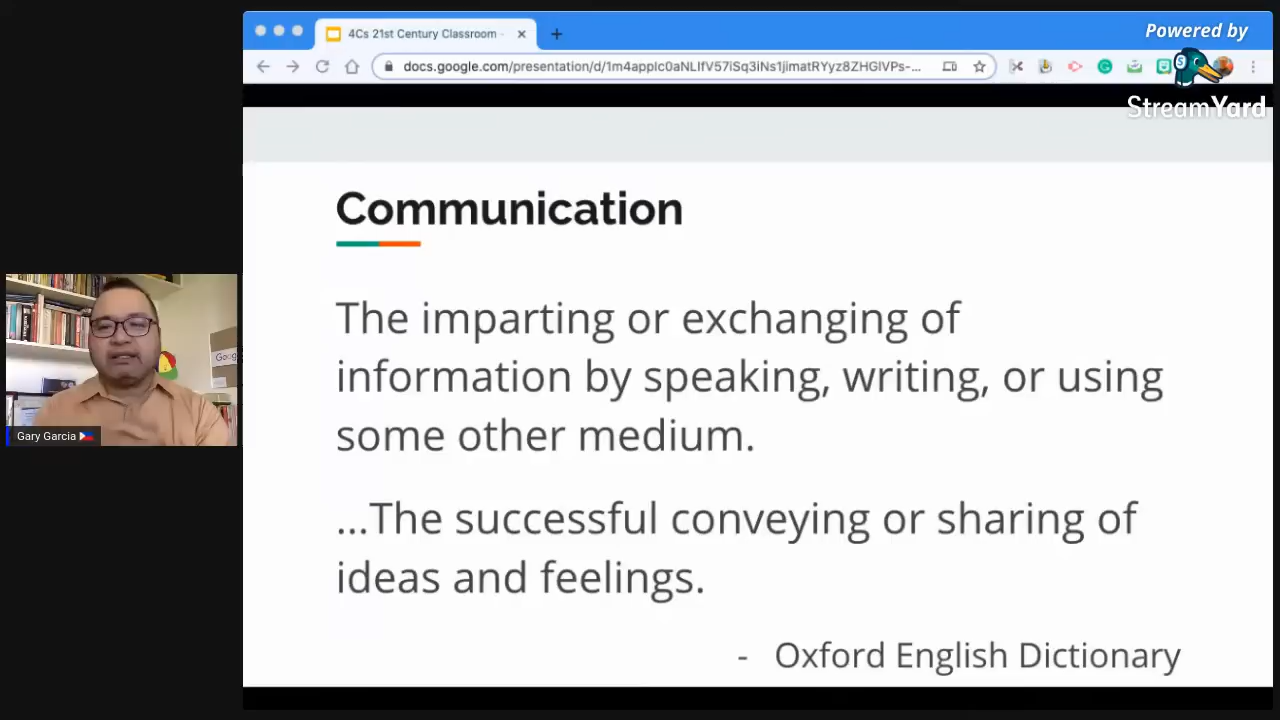 4Cs 21st Century Classroom -
Powered by
StreamYard
Communication
The imparting or exchanging of
information by speaking, writing, or using
some other medium.
...The successful conveying or sharing of
ideas and feelings.
- Oxford English Dictionary
Goog
Gary Garcia